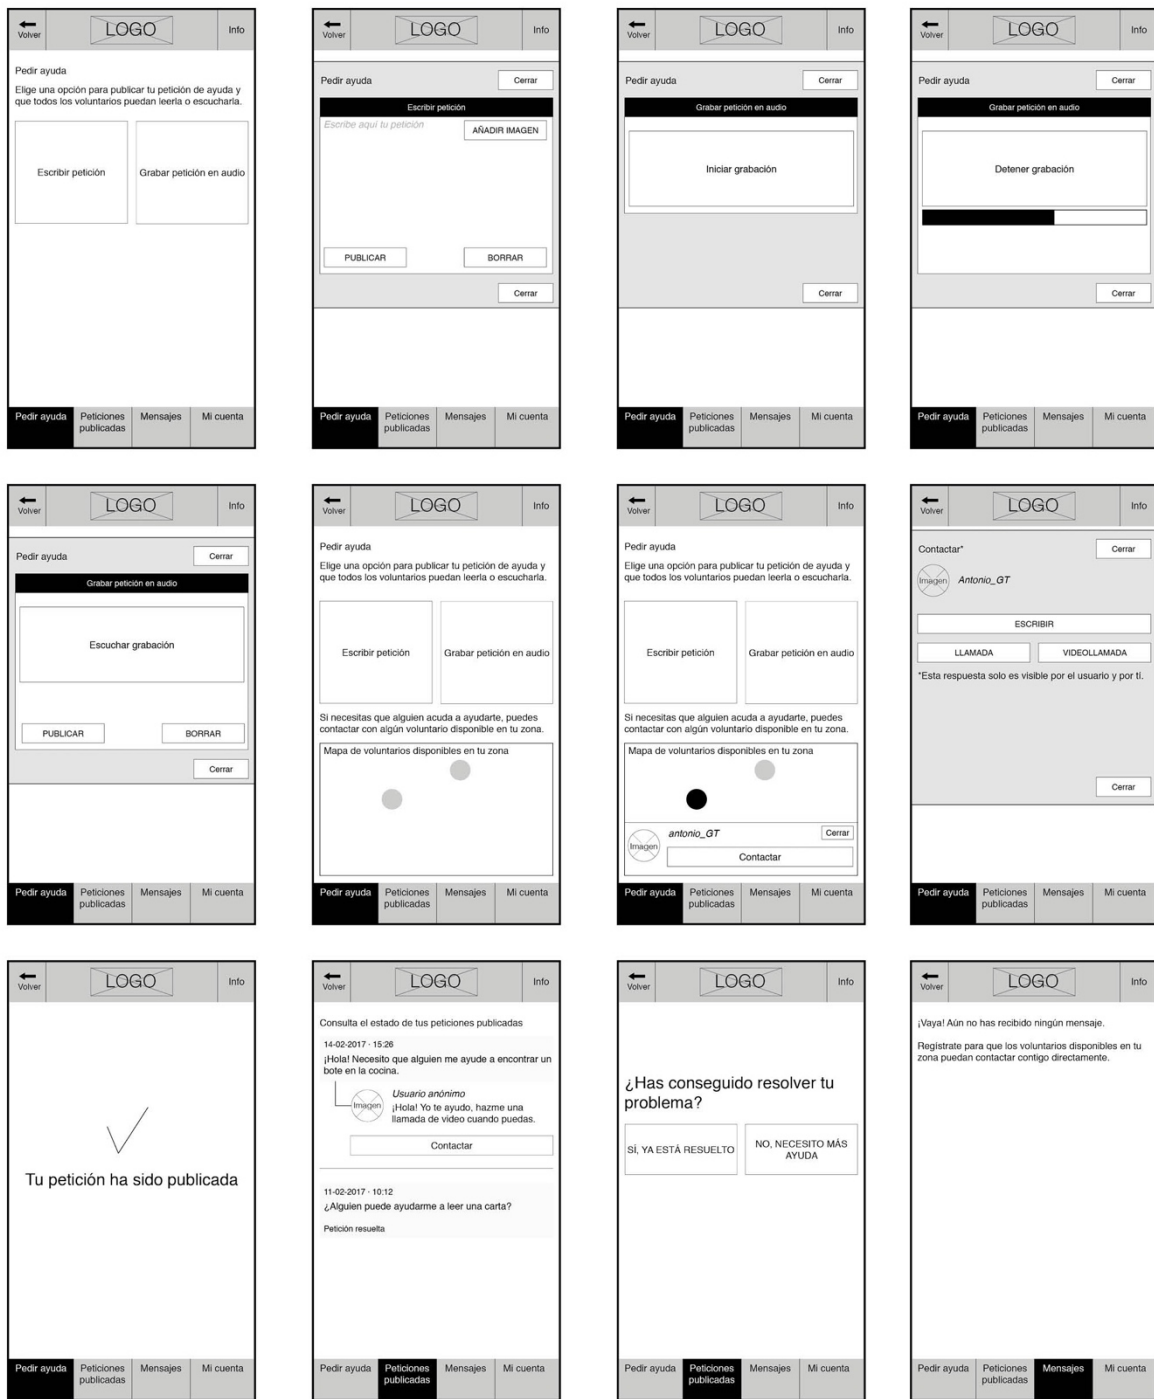 Volver
LOGO
Info
Pedir ayuda
Elige una opción para publicar tu petición de ayuda y
que todos los voluntarios puedan leerla o escucharla.
Escribir petición
Grabar petición en audio
Pedir ayuda
Peticiones
publicadas
Mensajes
Mi cuenta
Volver
LOGO
Info
Pedir ayuda
Cerrar
Escribir petición
Escribe aquí tu petición
AÑADIR IMAGEN
PUBLICAR
BORRAR
Cerrar
Pedir ayuda
Peticiones
publicadas
Mensajes
Mi cuenta
Volver
LOGO
Info
Pedir ayuda
Cerrar
Grabar petición en audio
Iniciar grabación
Cerrar
Pedir ayuda
Peticiones
publicadas
Mensajes
Mi cuenta
Volver
LOGO
Info
Pedir ayuda
Cerrar
Grabar petición en audio
Detener grabación
Cerrar
Pedir ayuda
Peticiones
publicadas
Mensajes
Mi cuenta
Volver
LOGO
Info
Pedir ayuda
Cerrar
Grabar petición en audio
Escuchar grabación
PUBLICAR
BORRAR
Cerrar
Pedir ayuda
Peticiones
publicadas
Mensajes
Mi cuenta
Volver
LOGO
Info
Pedir ayuda
Elige una opción para publicar tu petición de ayuda y
que todos los voluntarios puedan leerla o escucharla.
Escribir petición
Grabar petición en audio
Si necesitas que alguien acuda a ayudarte, puedes
contactar con algún voluntario disponible en tu zona.
Mapa de voluntarios disponibles en tu zona
Pedir ayuda
Peticiones
publicadas
Mensajes
Mi cuenta
Volver
LOGO
Info
Pedir ayuda
Elige una opción para publicar tu petición de ayuda y
que todos los voluntarios puedan leerla o escucharla.
Escribir petición
Grabar petición en audio
Si necesitas que alguien acuda a ayudarte, puedes
contactar con algún voluntario disponible en tu zona.
Mapa de voluntarios disponibles en tu zona
Imagen
antonio_GT
Cerrar
Contactar
Pedir ayuda
Peticiones
publicadas
Mensajes
Mi cuenta
Volver
LOGO
Info
Contactar*
Cerrar
Imagen
Antonio_GT
ESCRIBIR
LLAMADA
VIDEOLLAMADA
*Esta respuesta solo es visible por el usuario y por tí.
Cerrar
Pedir ayuda
Peticiones
publicadas
Mensajes
Mi cuenta
Volver
LOGO
Info
Tu petición ha sido publicada
Pedir ayuda
Peticiones
publicadas
Mensajes
Mi cuenta
Volver
LOGO
Info
Consulta el estado de tus peticiones publicadas
14-02-2017 · 15:26
¡Hola! Necesito que alguien me ayude a encontrar un
bote en la cocina.
Imagen
Usuario anónimo
¡Hola! Yo te ayudo, hazme una
llamada de video cuando puedas.
Contactar
11-02-2017 · 10:12
¿Alguien puede ayudarme a leer una carta?
Petición resuelta
Pedir ayuda
Peticiones
publicadas
Mensajes
Mi cuenta
Volver
LOGO
Info
¿Has conseguido resolver tu
problema?
SÍ, YA ESTÁ RESUELTO
NO, NECESITO MÁS
AYUDA
Pedir ayuda
Peticiones
publicadas
Mensajes
Mi cuenta
Volver
LOGO
Info
¡Vaya! Aún no has recibido ningún mensaje.
Regístrate para que los voluntarios disponibles en tu
zona puedan contactar contigo directamente.
Pedir ayuda
Peticiones
publicadas
Mensajes
Mi cuenta